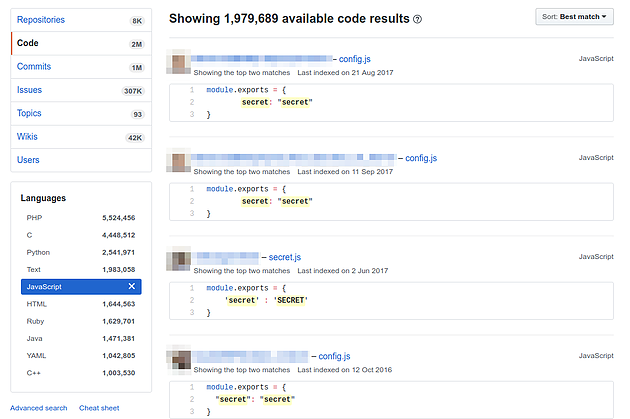 Repositories 8K
Code 2M
Commits 1M
Issues 307K
Topics 93
Wikis 42K
Users
Languages
PHP 5,524,456
C 4,448,512
Python 2,541,971
Text 1,983,058
JavaScript
HTML 1,644,563
Ruby 1,629,701
Java 1,471,381
YAML 1,042,805
C++ 1,003,530
Advanced search Cheat sheet
Showing 1,979,689 available code results
Sort: Best match
– config.js JavaScript
Showing the top two matches Last indexed on 21 Aug 2017
1 module.exports = {
2 secret: "secret"
3 }
– config.js JavaScript
Showing the top two matches Last indexed on 11 Sep 2017
1 module.exports = {
2 secret: "secret"
3 }
– secret.js JavaScript
Showing the top two matches Last indexed on 2 Jun 2017
1 module.exports = {
2 'secret' : 'SECRET'
3 }
– config.js JavaScript
Showing the top two matches Last indexed on 12 Oct 2016
1 module.exports = {
2 "secret": "secret"
3 }